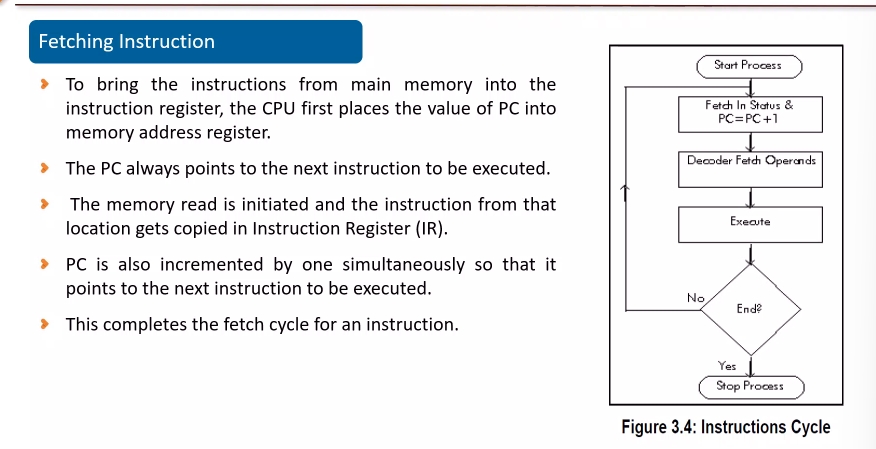 Fetching Instruction
To bring the instructions from main memory into the
instruction register, the CPU first places the value of PC into
memory address register.
The PC always points to the next instruction to be executed.
The memory read is initiated and the instruction from that
location gets copied in Instruction Register (IR).
PC is also incremented by one simultaneously so that it
points to the next instruction to be executed.
This completes the fetch cycle for an instruction.
Start Process
Fetch In Status &
PC=PC+1
Decoder Fetch Operands
Execute
No
End?
Yes
Stop Process
Figure 3.4: Instructions Cycle